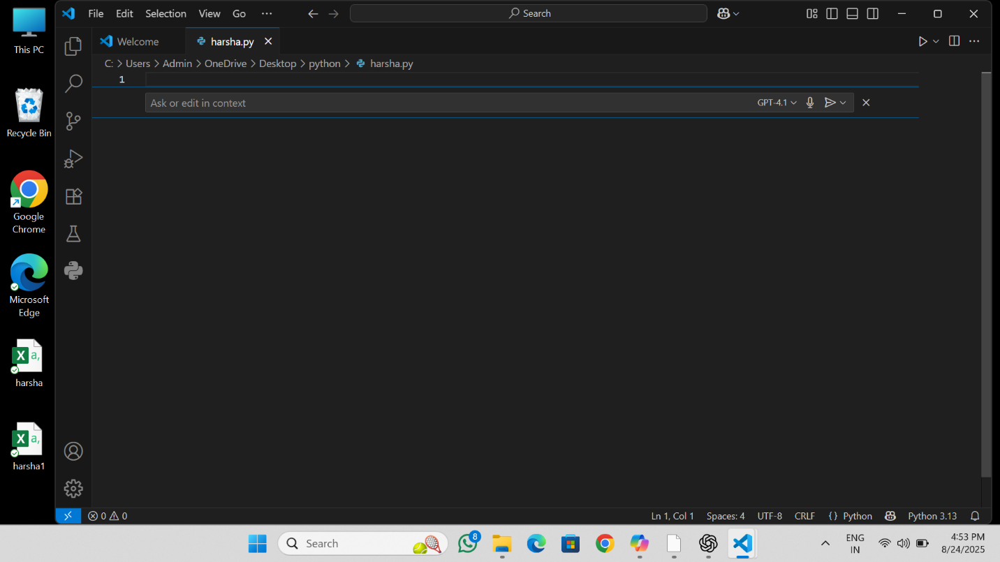 This PC
Recycle Bin
Google
Chrome
Microsoft
Edge
X a,
harsha
X a,
harsha1
File Edit Selection View Go ···
Search
Welcome
harsha.py
C: > Users > Admin > OneDrive > Desktop > python > harsha.py
1
Ask or edit in context
GPT-4.1
0 0
Ln 1, Col 1 Spaces: 4 UTF-8 CRLF {} Python Python 3.13
Search
8
ENG
IN
4:53 PM
8/24/2025